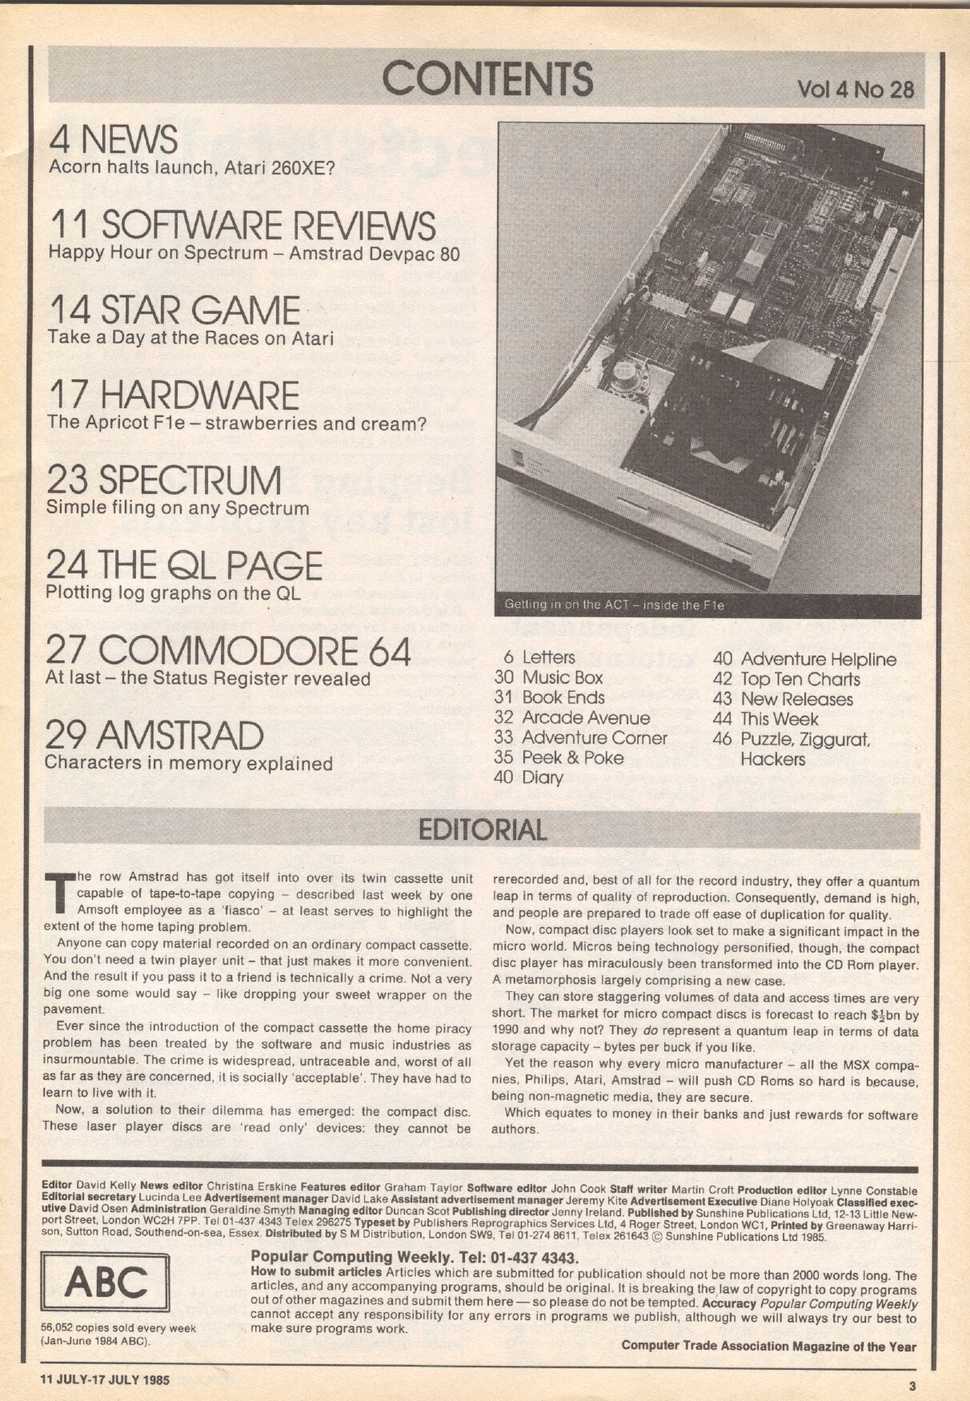 CONTENTS
Vol 4 No 28
4 NEWS
Acorn halts launch, Atari 260XE?
11 SOFTWARE REVIEWS
Happy Hour on Spectrum – Amstrad Devpac 80
14 STAR GAME
Take a Day at the Races on Atari
17 HARDWARE
The Apricot F1e – strawberries and cream?
23 SPECTRUM
Simple filing on any Spectrum
24 THE QL PAGE
Plotting log graphs on the QL
27 COMMODORE 64
At last – the Status Register revealed
29 AMSTRAD
Characters in memory explained
Getting in on the ACT – inside the F1e
6 Letters
30 Music Box
31 Book Ends
32 Arcade Avenue
33 Adventure Corner
35 Peek & Poke
40 Diary
40 Adventure Helpline
42 Top Ten Charts
43 New Releases
44 This Week
46 Puzzle, Ziggurat,
Hackers
EDITORIAL
The row Amstrad has got itself into over its twin cassette unit
capable of tape-to-tape copying – described last week by one
Amsoft employee as a 'fiasco' – at least serves to highlight the
extent of the home taping problem.
Anyone can copy material recorded on an ordinary compact cassette.
You don't need a twin player unit – that just makes it more convenient.
And the result if you pass it to a friend is technically a crime. Not a very
big one some would say – like dropping your sweet wrapper on the
pavement.
Ever since the introduction of the compact cassette the home piracy
problem has been treated by the software and music industries as
insurmountable. The crime is widespread, untraceable and, worst of all
as far as they are concerned, it is socially 'acceptable'. They have had to
learn to live with it.
Now, a solution to their dilemma has emerged: the compact disc.
These laser player discs are 'read only' devices: they cannot be
rerecorded and, best of all for the record industry, they offer a quantum
leap in terms of quality of reproduction. Consequently, demand is high,
and people are prepared to trade off ease of duplication for quality.
Now, compact disc players look set to make a significant impact in the
micro world. Micros being technology personified, though, the compact
disc player has miraculously been transformed into the CD Rom player.
A metamorphosis largely comprising a new case.
They can store staggering volumes of data and access times are very
short. The market for micro compact discs is forecast to reach $½bn by
1990 and why not? They do represent a quantum leap in terms of data
storage capacity – bytes per buck if you like.
Yet the reason why every micro manufacturer – all the MSX compa-
nies, Philips, Atari, Amstrad – will push CD Roms so hard is because,
being non-magnetic media, they are secure.
Which equates to money in their banks and just rewards for software
authors.
Editor David Kelly News editor Christina Erskine Features editor Graham Taylor Software editor John Cook Staff writer Martin Croft Production editor Lynne Constable
Editorial secretary Lucinda Lee Advertisement manager David Lake Assistant advertisement manager Jeremy Kite Advertisement Executive Diane Holyoak Classified exec-
utive David Osen Administration Geraldine Smyth Managing editor Duncan Scot Publishing director Jenny Ireland. Published by Sunshine Publications Ltd, 12-13 Little New-
port Street, London WC2H 7PP. Tel 01-437 4343 Telex 296275 Typeset by Publishers Reprographics Services Ltd, 4 Roger Street, London WC1, Printed by Greenaway Harri-
son, Sutton Road, Southend-on-sea, Essex. Distributed by S M Distribution, London SW9, Tel 01-274 8611, Telex 261643 © Sunshine Publications Ltd 1985.
ABC
56,052 copies sold every week
(Jan-June 1984 ABC).
Popular Computing Weekly. Tel: 01-437 4343.
How to submit articles Articles which are submitted for publication should not be more than 2000 words long. The
articles, and any accompanying programs, should be original. It is breaking the law of copyright to copy programs
out of other magazines and submit them here — so please do not be tempted. Accuracy Popular Computing Weekly
cannot accept any responsibility for any errors in programs we publish, although we will always try our best to
make sure programs work.
Computer Trade Association Magazine of the Year
11 JULY-17 JULY 1985
3